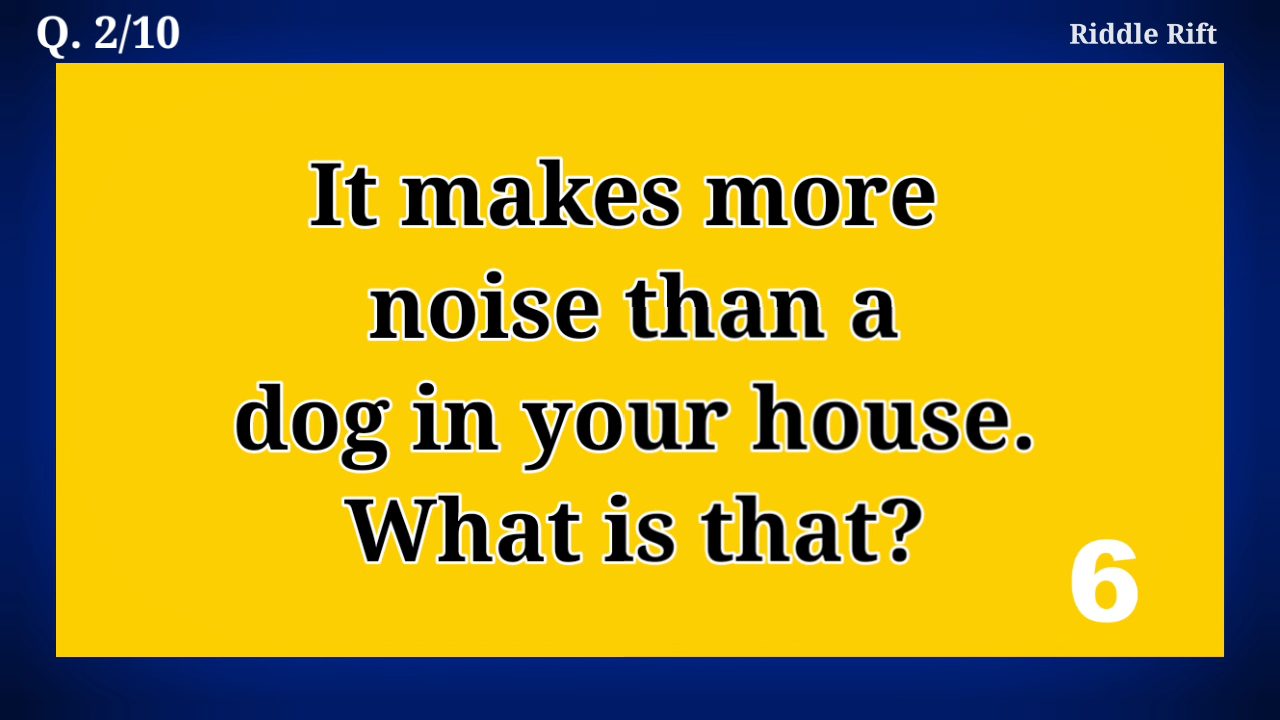 Q. 2/10
Riddle Rift
It makes more
noise than a
dog in your house.
What is that?
6